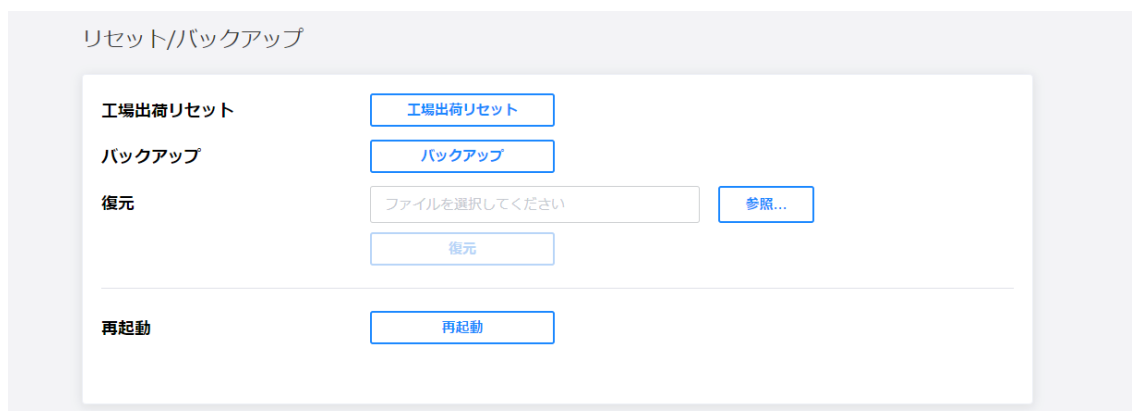 リセット/バックアップ
工場出荷リセット 工場出荷リセット
バックアップ バックアップ
復元 ファイルを選択してください 参照...
復元
再起動 再起動